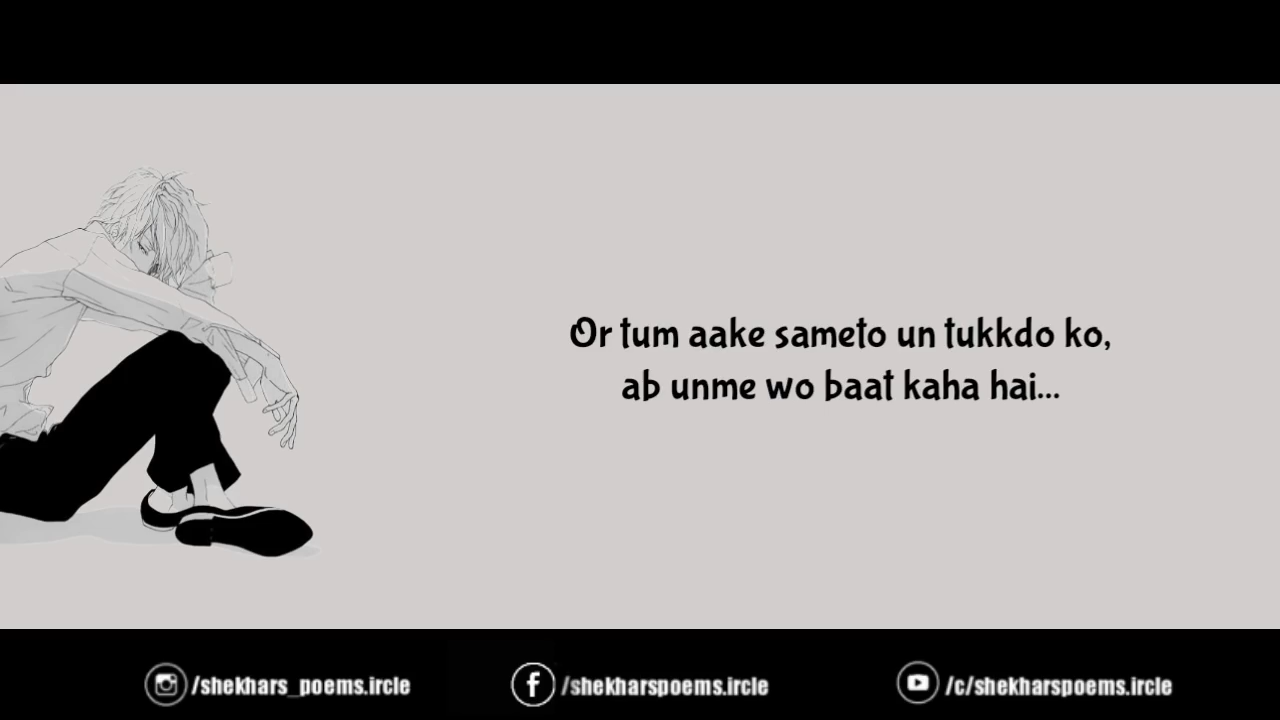 Or tum aake sameto un tukkdo ko,
ab unme wo baat kaha hai...
/shekhars_poems.ircle
/shekharspoems.ircle
/c/shekharspoems.ircle